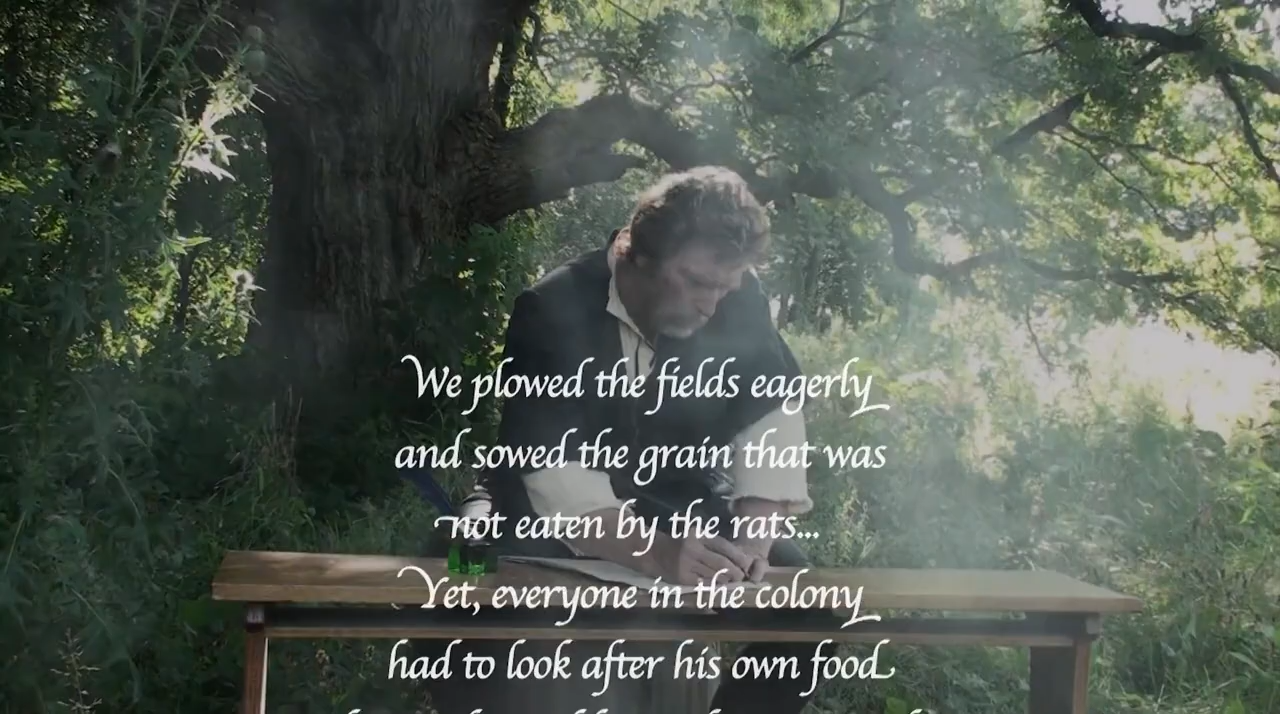 We plowed the fields eagerly
and sowed the grain that was
not eaten by the rats...
Yet, everyone in the colony
had to look after his own food